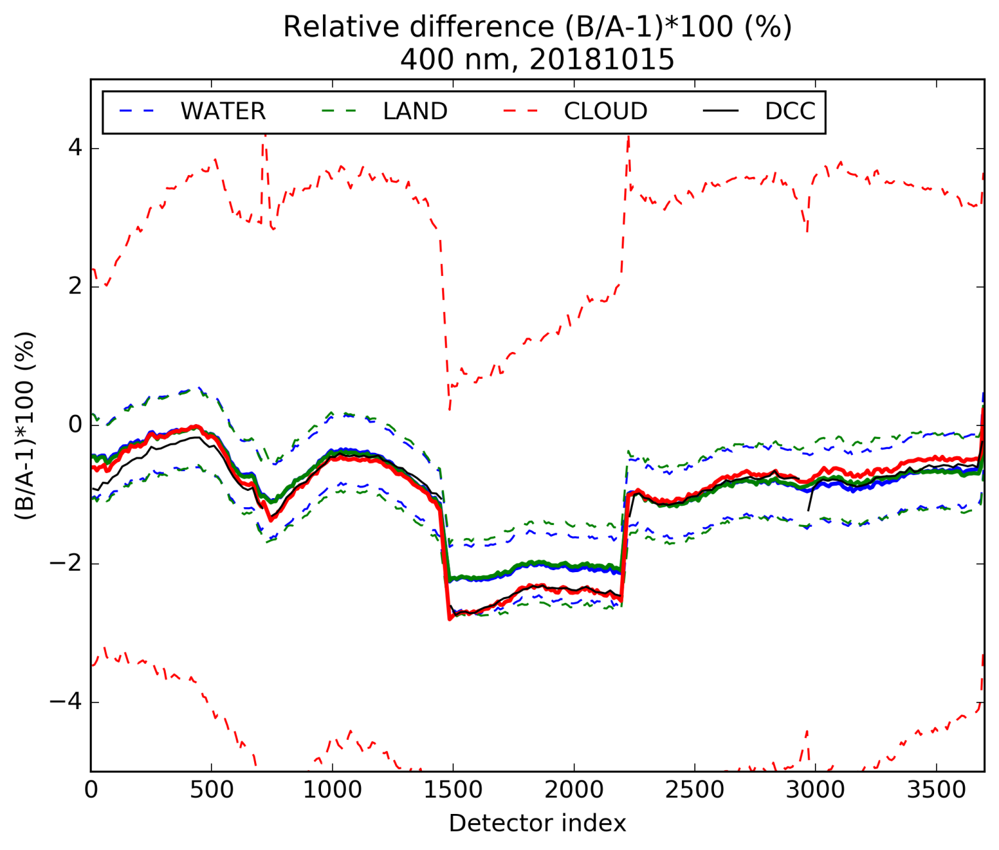 Relative difference (B/A-1)*100 (%)
400 nm, 20181015
WATER LAND CLOUD DCC
4
2
0
−2
−4
(B/A-1)*100 (%)
0 500 1000 1500 2000 2500 3000 3500
Detector index